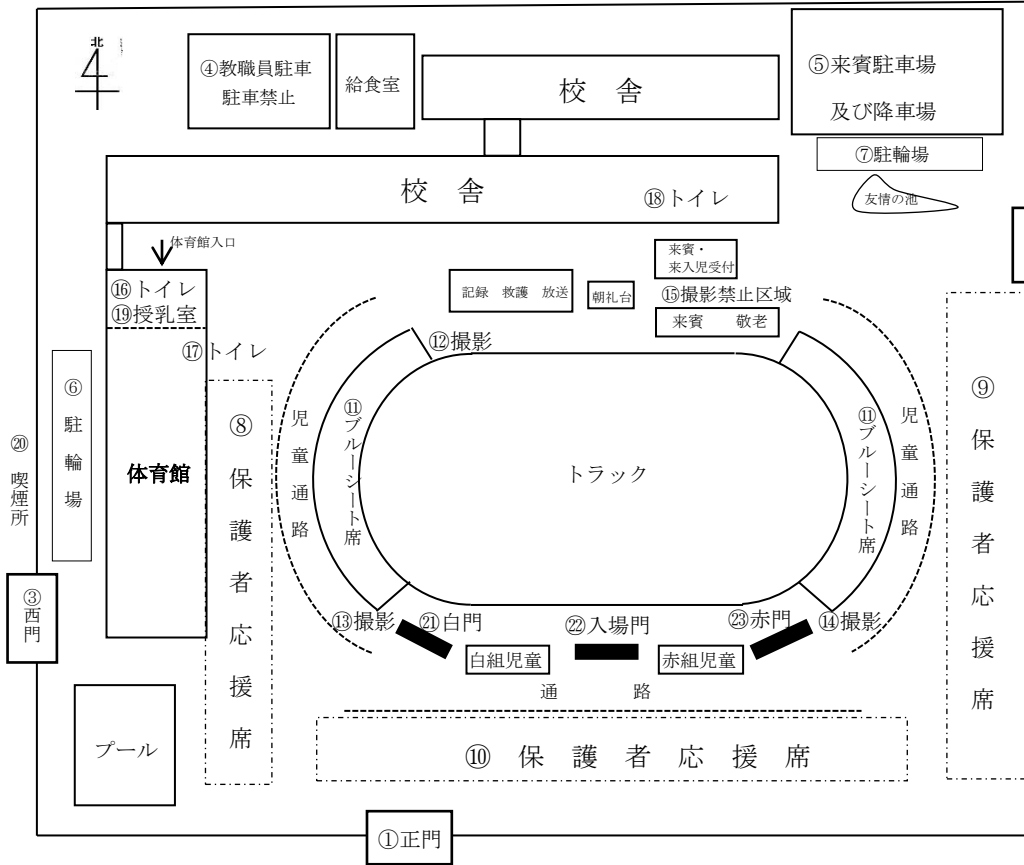 北
④教職員駐車
駐車禁止
給食室
校　舎
⑤来賓駐車場
及び降車場
⑦駐輪場
友情の池
校　舎
⑱トイレ
体育館入口
⑯トイレ
⑲授乳室
⑰トイレ
記録　救護　放送
朝礼台
来賓・
来入児受付
⑮撮影禁止区域
来賓　敬老
⑫撮影
⑥駐輪場
⑳喫煙所
体育館
⑧保護者応援席
児童通路
⑪ブルーシート席
トラック
⑪ブルーシート席
児童通路
⑨保護者応援席
③西門
⑬撮影
㉑白門
㉒入場門
㉓赤門
⑭撮影
白組児童
赤組児童
通　路
プール
⑩保護者応援席
①正門